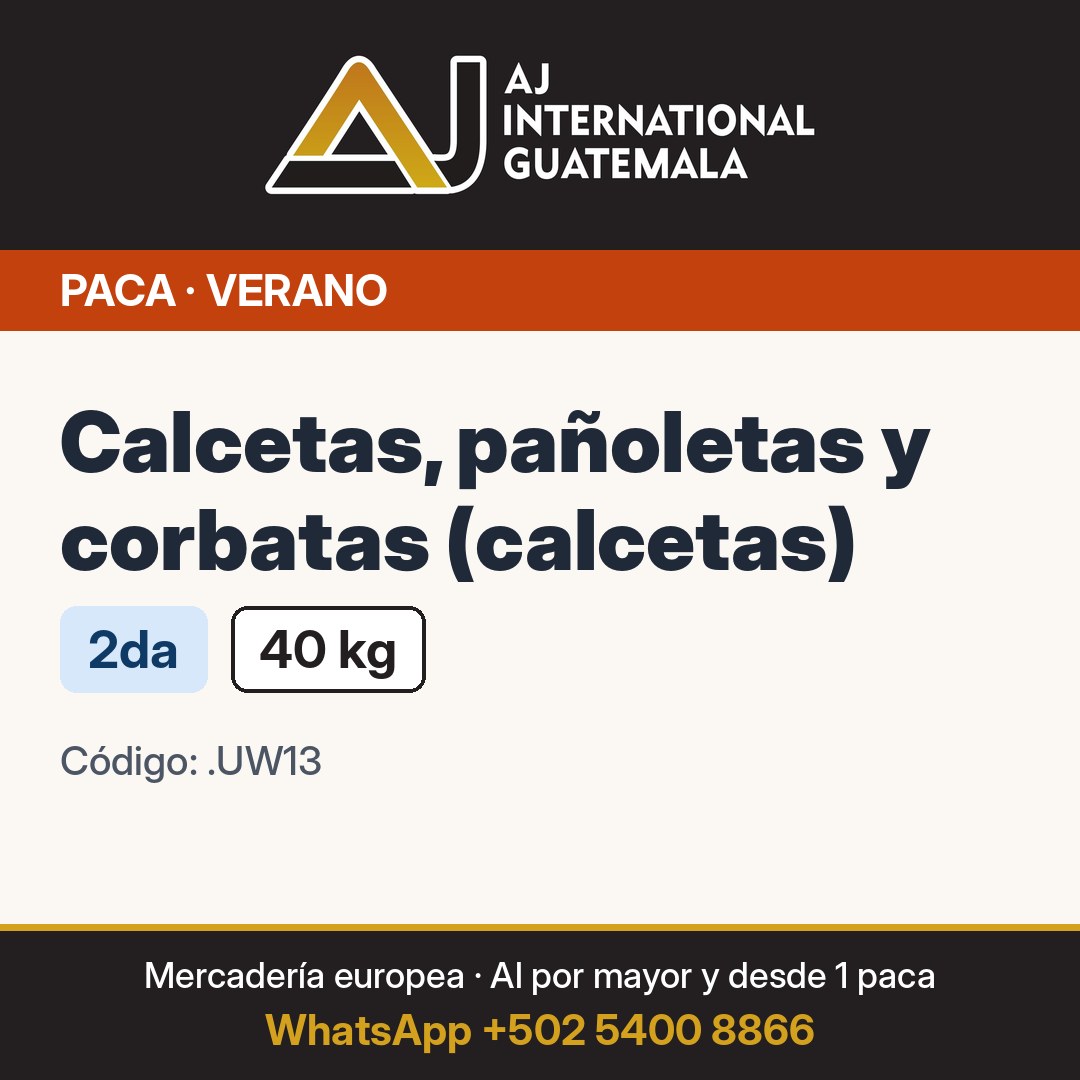 AJ
INTERNATIONAL
GUATEMALA
PACA · VERANO
Calcetas, pañoletas y
corbatas (calcetas)
2da
40 kg
Código: .UW13
Mercadería europea · Al por mayor y desde 1 paca
WhatsApp +502 5400 8866